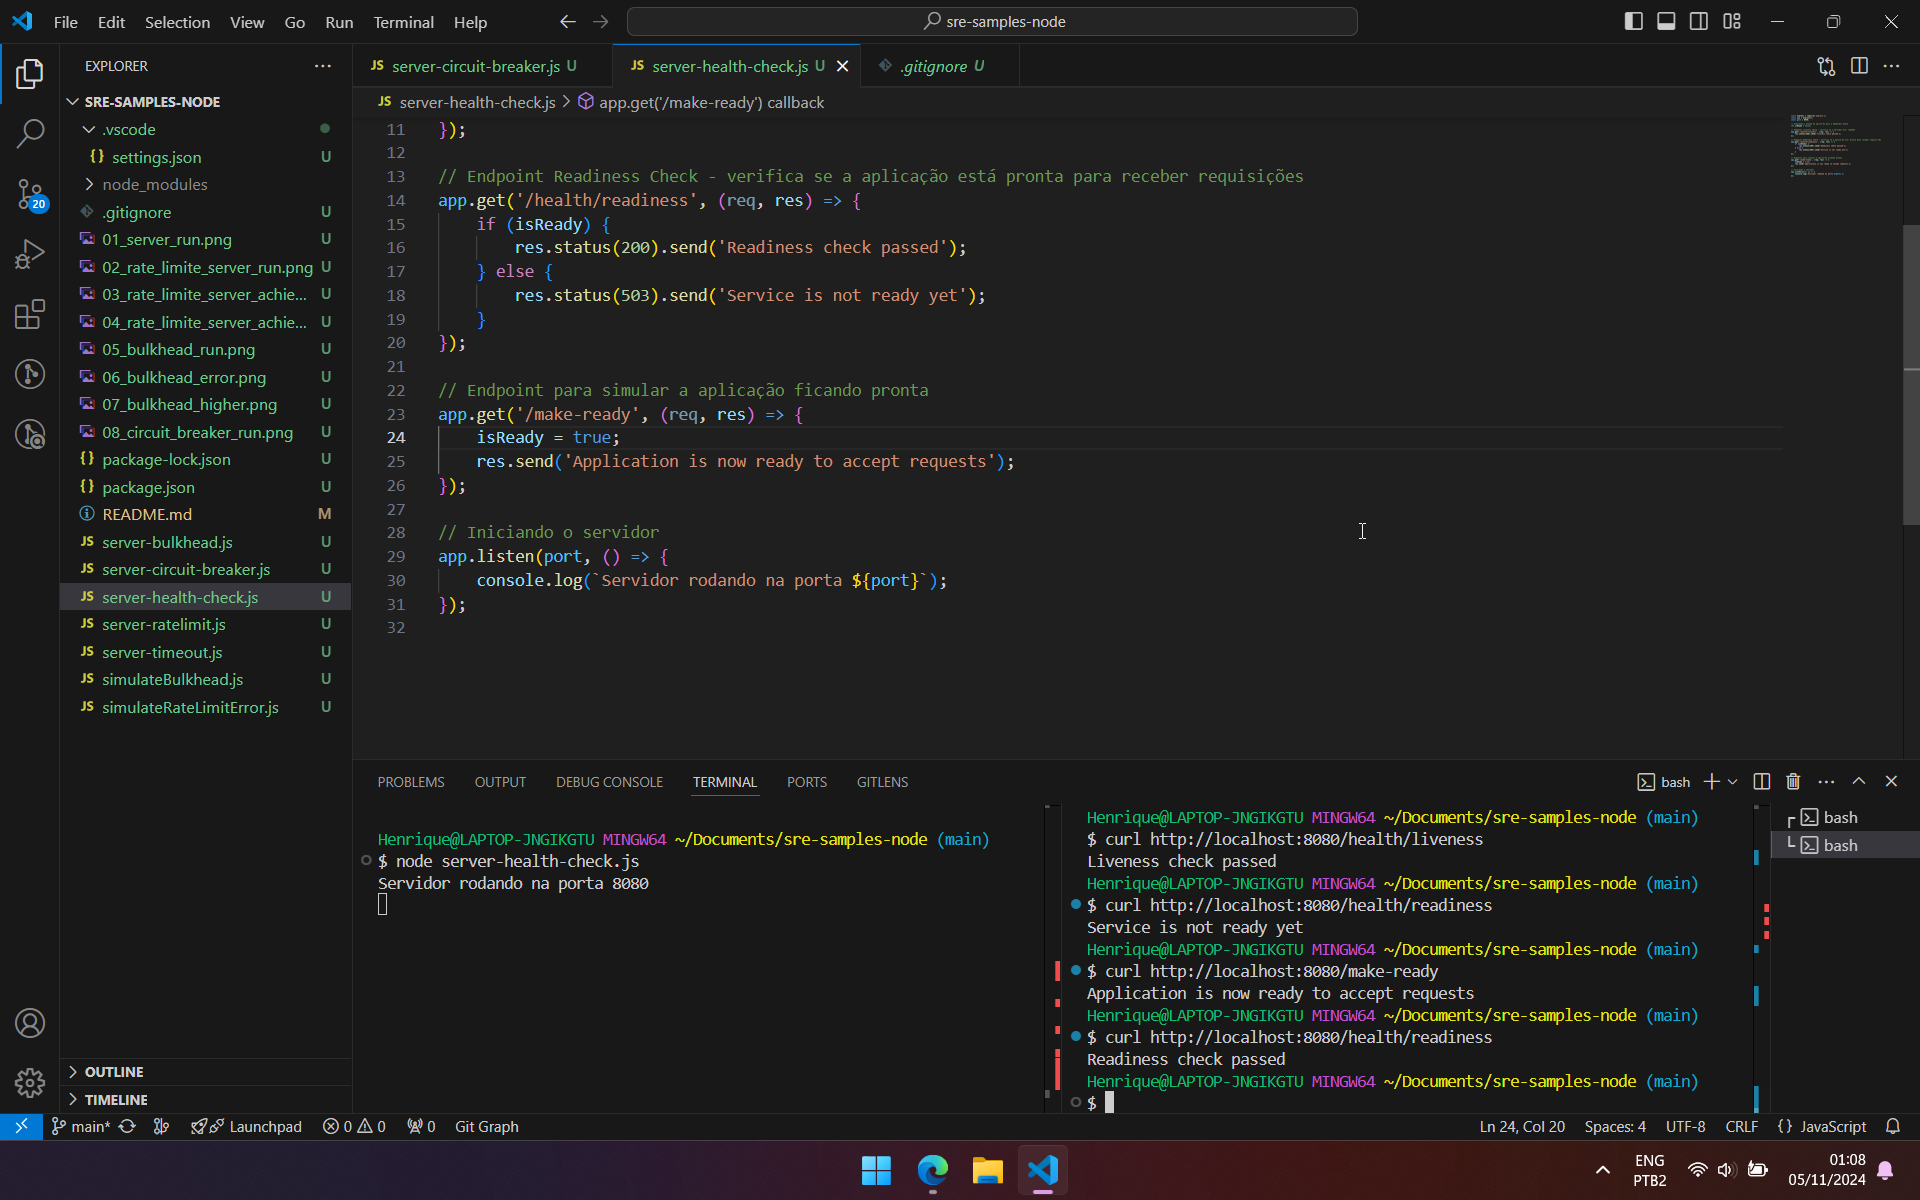 File Edit Selection View Go Run Terminal Help
sre-samples-node
EXPLORER
SRE-SAMPLES-NODE
.vscode
settings.json U
node_modules
.gitignore U
01_server_run.png U
02_rate_limite_server_run.png U
03_rate_limite_server_achie... U
04_rate_limite_server_achie... U
05_bulkhead_run.png U
06_bulkhead_error.png U
07_bulkhead_higher.png U
08_circuit_breaker_run.png U
package-lock.json U
package.json U
README.md M
server-bulkhead.js U
server-circuit-breaker.js U
server-health-check.js U
server-ratelimit.js U
server-timeout.js U
simulateBulkhead.js U
simulateRateLimitError.js U
OUTLINE
TIMELINE
20
JS server-circuit-breaker.js U
JS server-health-check.js U
.gitignore U
JS server-health-check.js > app.get('/make-ready') callback
11 });
12
13 // Endpoint Readiness Check - verifica se a aplicação está pronta para receber requisições
14 app.get('/health/readiness', (req, res) => {
15 if (isReady) {
16 res.status(200).send('Readiness check passed');
17 } else {
18 res.status(503).send('Service is not ready yet');
19 }
20 });
21
22 // Endpoint para simular a aplicação ficando pronta
23 app.get('/make-ready', (req, res) => {
24 isReady = true;
25 res.send('Application is now ready to accept requests');
26 });
27
28 // Iniciando o servidor
29 app.listen(port, () => {
30 console.log(`Servidor rodando na porta ${port}`);
31 });
32
PROBLEMS OUTPUT DEBUG CONSOLE TERMINAL PORTS GITLENS
bash
Henrique@LAPTOP-JNGIKGTU MINGW64 ~/Documents/sre-samples-node (main)
$ node server-health-check.js
Servidor rodando na porta 8080
Henrique@LAPTOP-JNGIKGTU MINGW64 ~/Documents/sre-samples-node (main)
$ curl http://localhost:8080/health/liveness
Liveness check passed
Henrique@LAPTOP-JNGIKGTU MINGW64 ~/Documents/sre-samples-node (main)
$ curl http://localhost:8080/health/readiness
Service is not ready yet
Henrique@LAPTOP-JNGIKGTU MINGW64 ~/Documents/sre-samples-node (main)
$ curl http://localhost:8080/make-ready
Application is now ready to accept requests
Henrique@LAPTOP-JNGIKGTU MINGW64 ~/Documents/sre-samples-node (main)
$ curl http://localhost:8080/health/readiness
Readiness check passed
Henrique@LAPTOP-JNGIKGTU MINGW64 ~/Documents/sre-samples-node (main)
$
bash
bash
main* Launchpad 0 0 0 Git Graph
Ln 24, Col 20 Spaces: 4 UTF-8 CRLF {} JavaScript
ENG
PTB2
01:08
05/11/2024